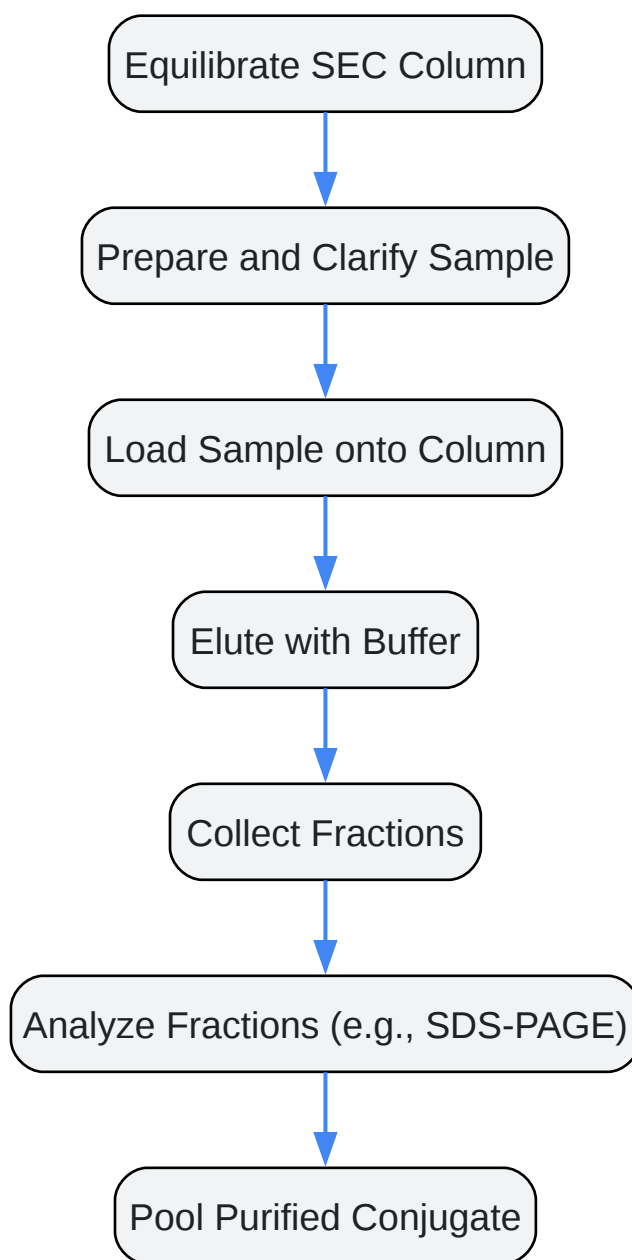 Equilibrate SEC Column
Prepare and Clarify Sample
Load Sample onto Column
Elute with Buffer
Collect Fractions
Analyze Fractions (e.g., SDS-PAGE)
Pool Purified Conjugate